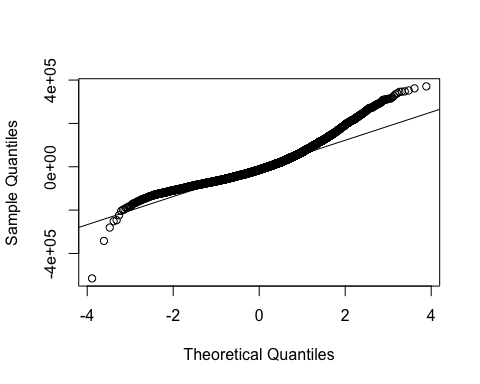 4e+05
0e+00
-4e+05
Sample Quantiles
-4
-2
0
2
4
Theoretical Quantiles